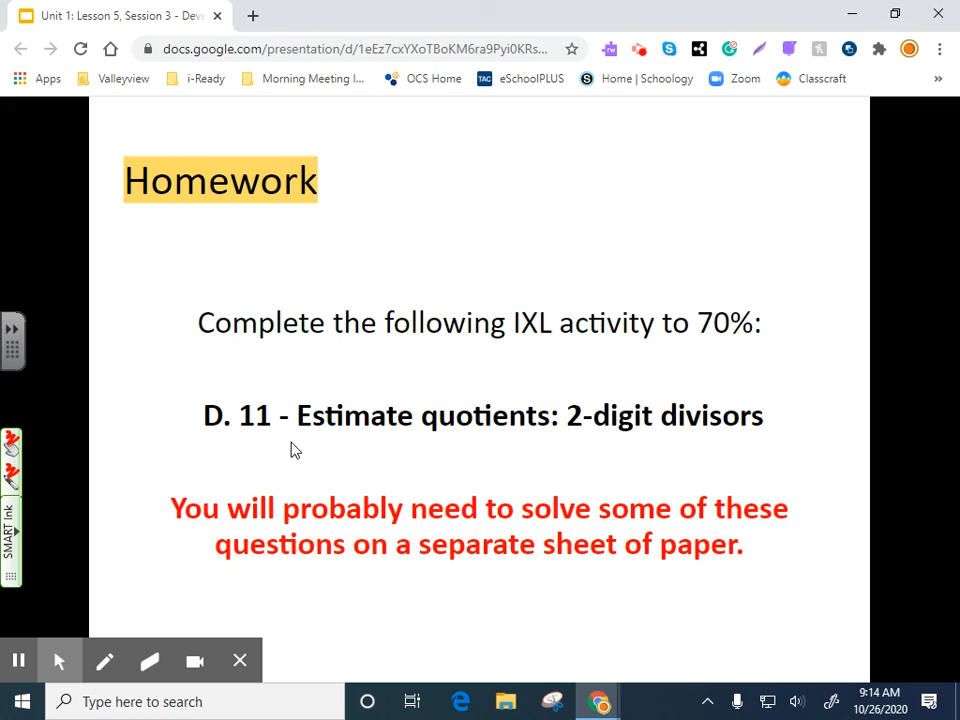 Unit 1: Lesson 5, Session 3 - Deve
docs.google.com/presentation/d/1eEz7cxYXoTBoKM6ra9Pyi0KRs...
Apps Valleyview i-Ready Morning Meeting l... OCS Home TAC eSchoolPLUS S Home | Schoology Zoom Classcraft »
Homework
Complete the following IXL activity to 70%:
D. 11 - Estimate quotients: 2-digit divisors
You will probably need to solve some of these
questions on a separate sheet of paper.
SMART Ink
Type here to search
9:14 AM
10/26/2020